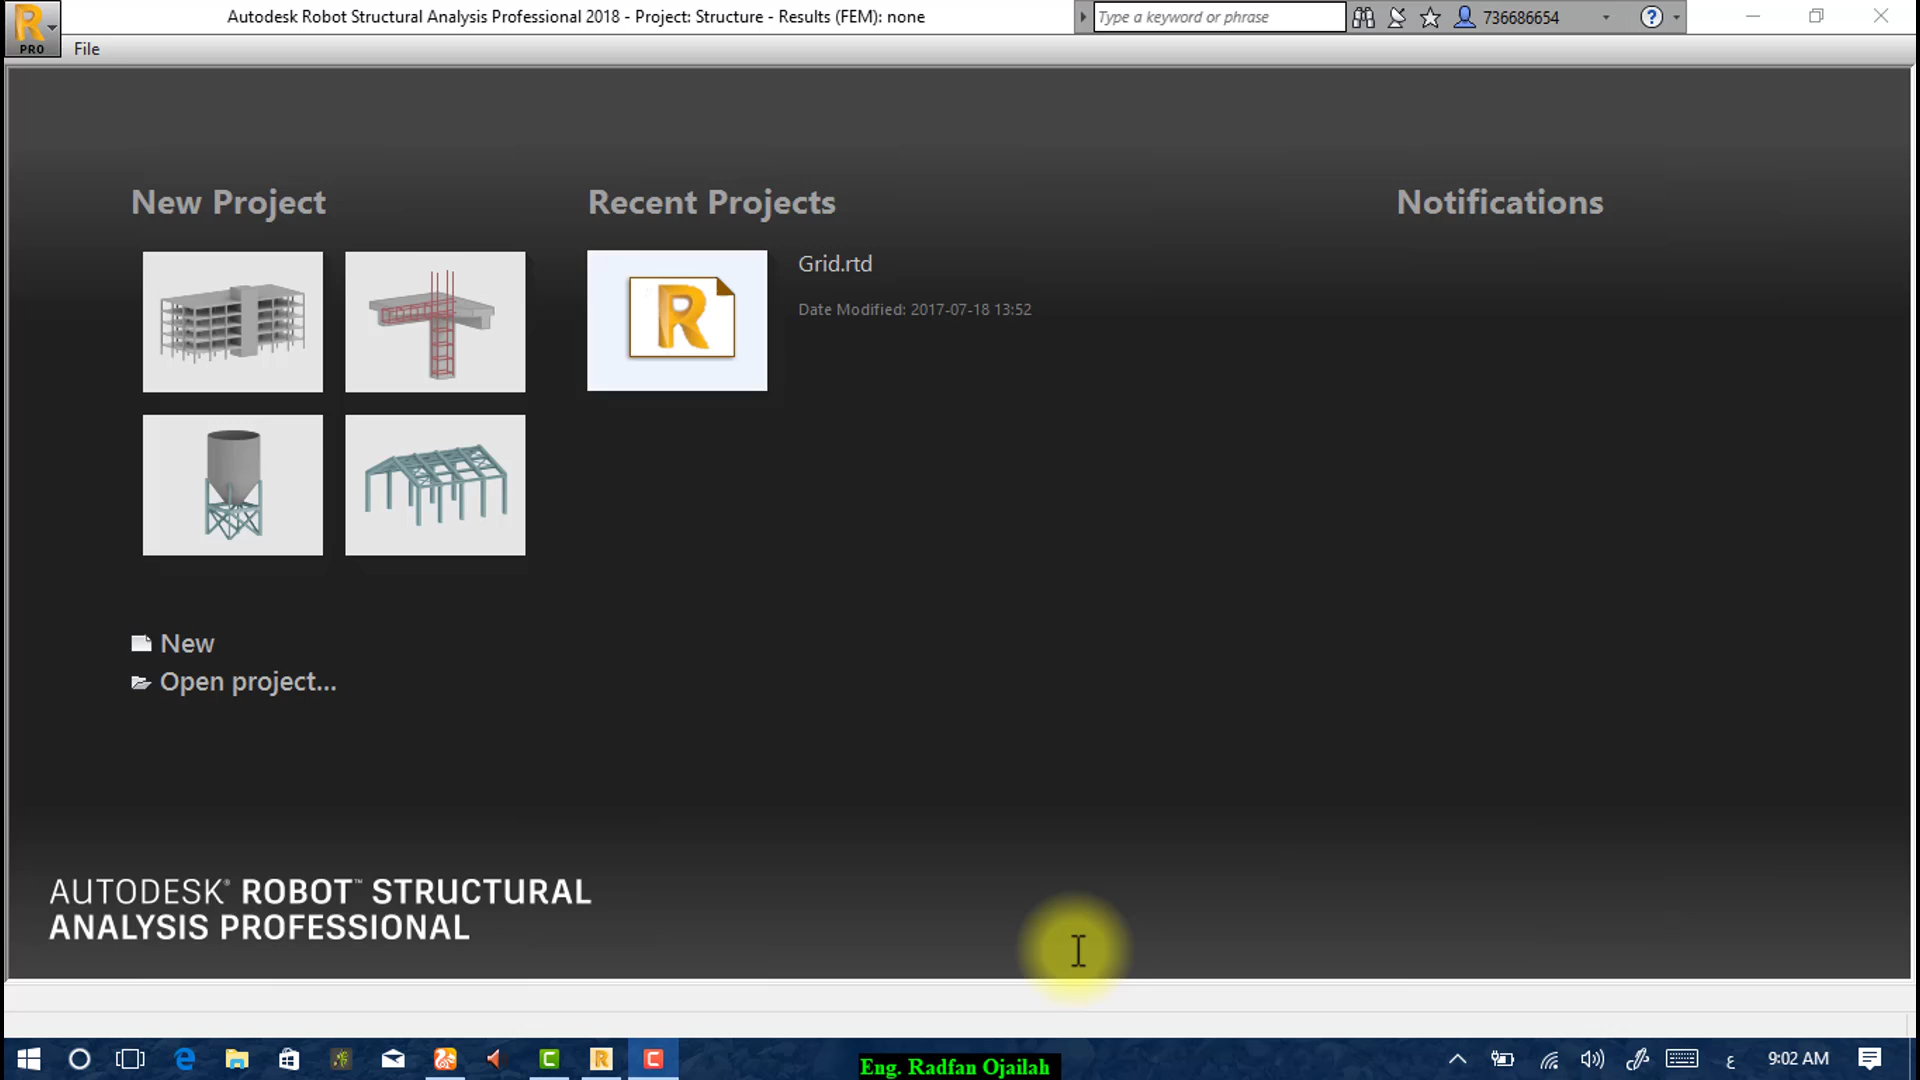 Autodesk Robot Structural Analysis Professional 2018 - Project: Structure - Results (FEM): none
Type a keyword or phrase
736686654
?
PRO
File
New Project
Recent Projects
Notifications
R
Grid.rtd
Date Modified: 2017-07-18 13:52
New
Open project...
AUTODESK® ROBOT™ STRUCTURAL
ANALYSIS PROFESSIONAL
Eng. Radfan Ojailah
ع
9:02 AM